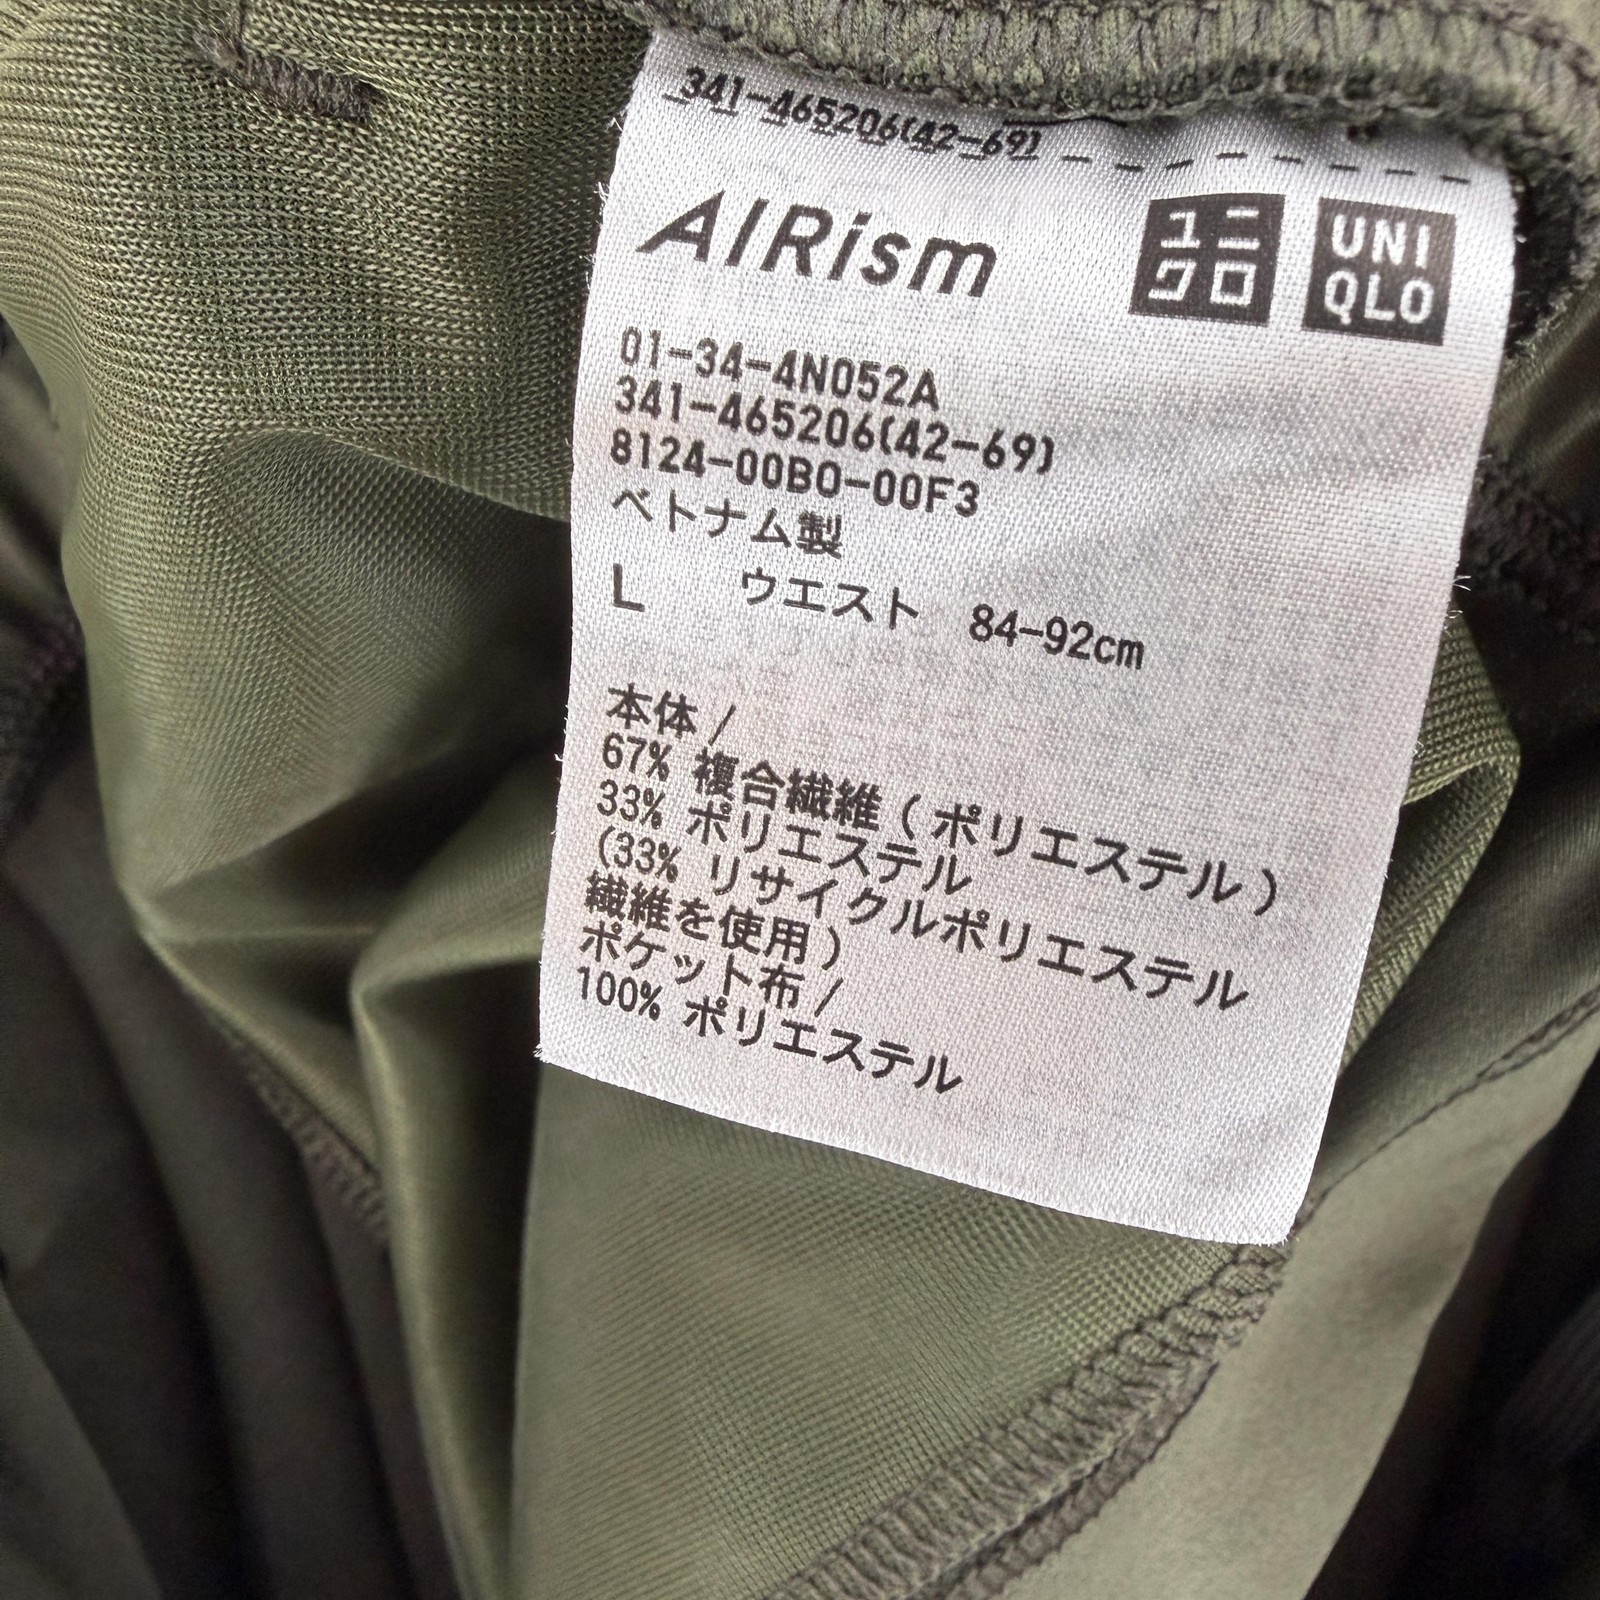 341-465206(42-69)
AIRism
ユニ
クロ
UNI
QLO
01-34-4N052A
341-465206(42-69)
8124-00B0-00F3
ベトナム製
L ウエスト 84-92cm
本体/
67% 複合繊維(ポリエステル)
33% ポリエステル
(33% リサイクルポリエステル
繊維を使用)
ポケット布/
100% ポリエステル